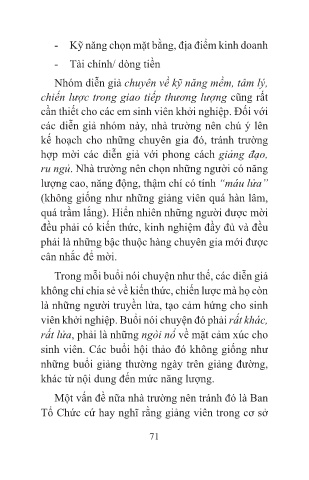 - Kỹ năng chọn mặt bằng, địa điểm kinh doanh
- Tài chính/ dòng tiền
Nhóm diễn giả chuyên về kỹ năng mềm, tâm lý,
chiến lược trong giao tiếp thương lượng cũng rất
cần thiết cho các em sinh viên khởi nghiệp. Đối với
các diễn giả nhóm này, nhà trường nên chú ý lên
kế hoạch cho những chuyên gia đó, tránh trường
hợp mời các diễn giả với phong cách giảng đạo,
ru ngủ. Nhà trường nên chọn những người có năng
lượng cao, năng động, thậm chí có tính “máu lửa”
(không giống như những giảng viên quá hàn lâm,
quá trầm lắng). Hiển nhiên những người được mời
đều phải có kiến thức, kinh nghiệm đầy đủ và đều
phải là những bậc thuộc hàng chuyên gia mới được
cân nhắc để mời.
Trong mỗi buổi nói chuyện như thế, các diễn giả
không chỉ chia sẻ về kiến thức, chiến lược mà họ còn
là những người truyền lửa, tạo cảm hứng cho sinh
viên khởi nghiệp. Buổi nói chuyện đó phải rất khác,
rất lửa, phải là những ngòi nổ về mặt cảm xúc cho
sinh viên. Các buổi hội thảo đó không giống như
những buổi giảng thường ngày trên giảng đường,
khác từ nội dung đến mức năng lượng.
Một vấn đề nữa nhà trường nên tránh đó là Ban
Tổ Chức cứ hay nghĩ rằng giảng viên trong cơ sở
71